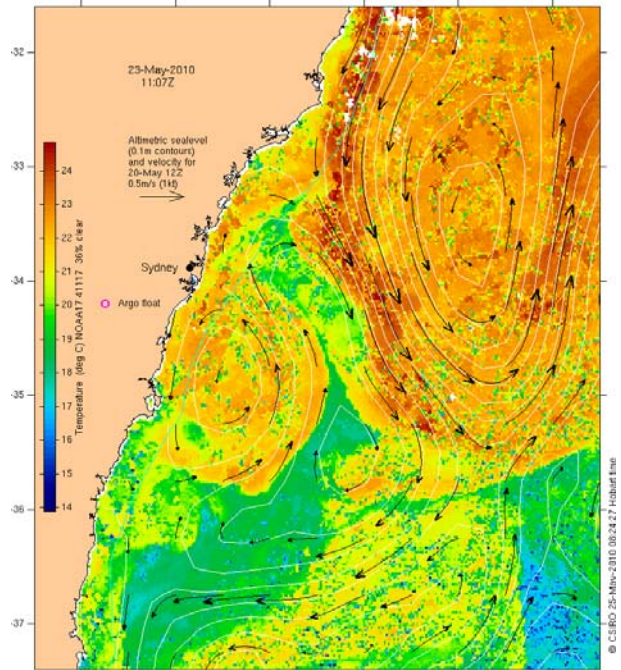 -32
23-May-2010
11:07Z
-33
Altimetric sealevel
(0.1m contours)
and velocity for
20-May 12Z
0.5m/s (1kt)
24
23
22
21
20
19
18
17
16
15
14
Temperature (deg C) NOAA17 41117 36% clear
Sydney
-34
Argo float
-35
-36
-37
© CSIRO 25-May-2010 08:24:27 Hobart time